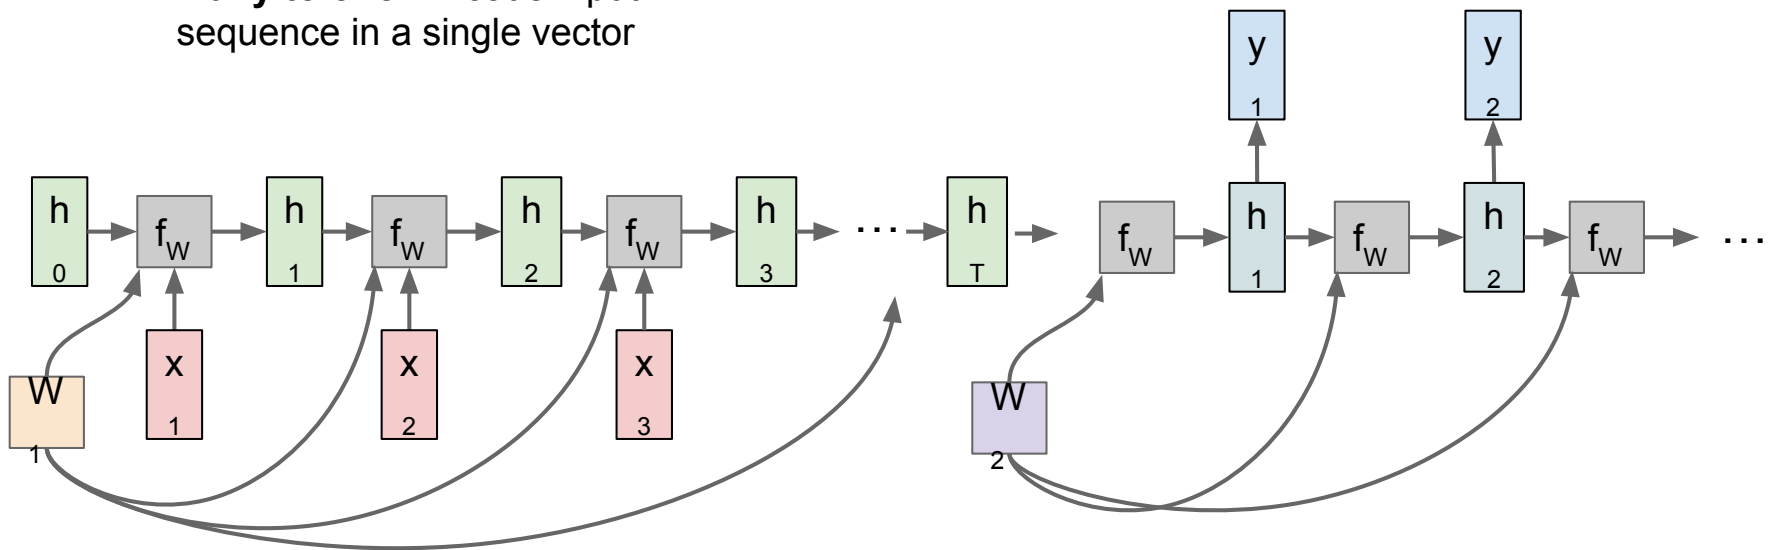 sequence in a single vector
y 1
y 2
h 0
f W
h 1
f W
h 2
f W
h 3
...
h T
f W
h 1
f W
h 2
f W
...
x 1
x 2
x 3
W 1
W 2